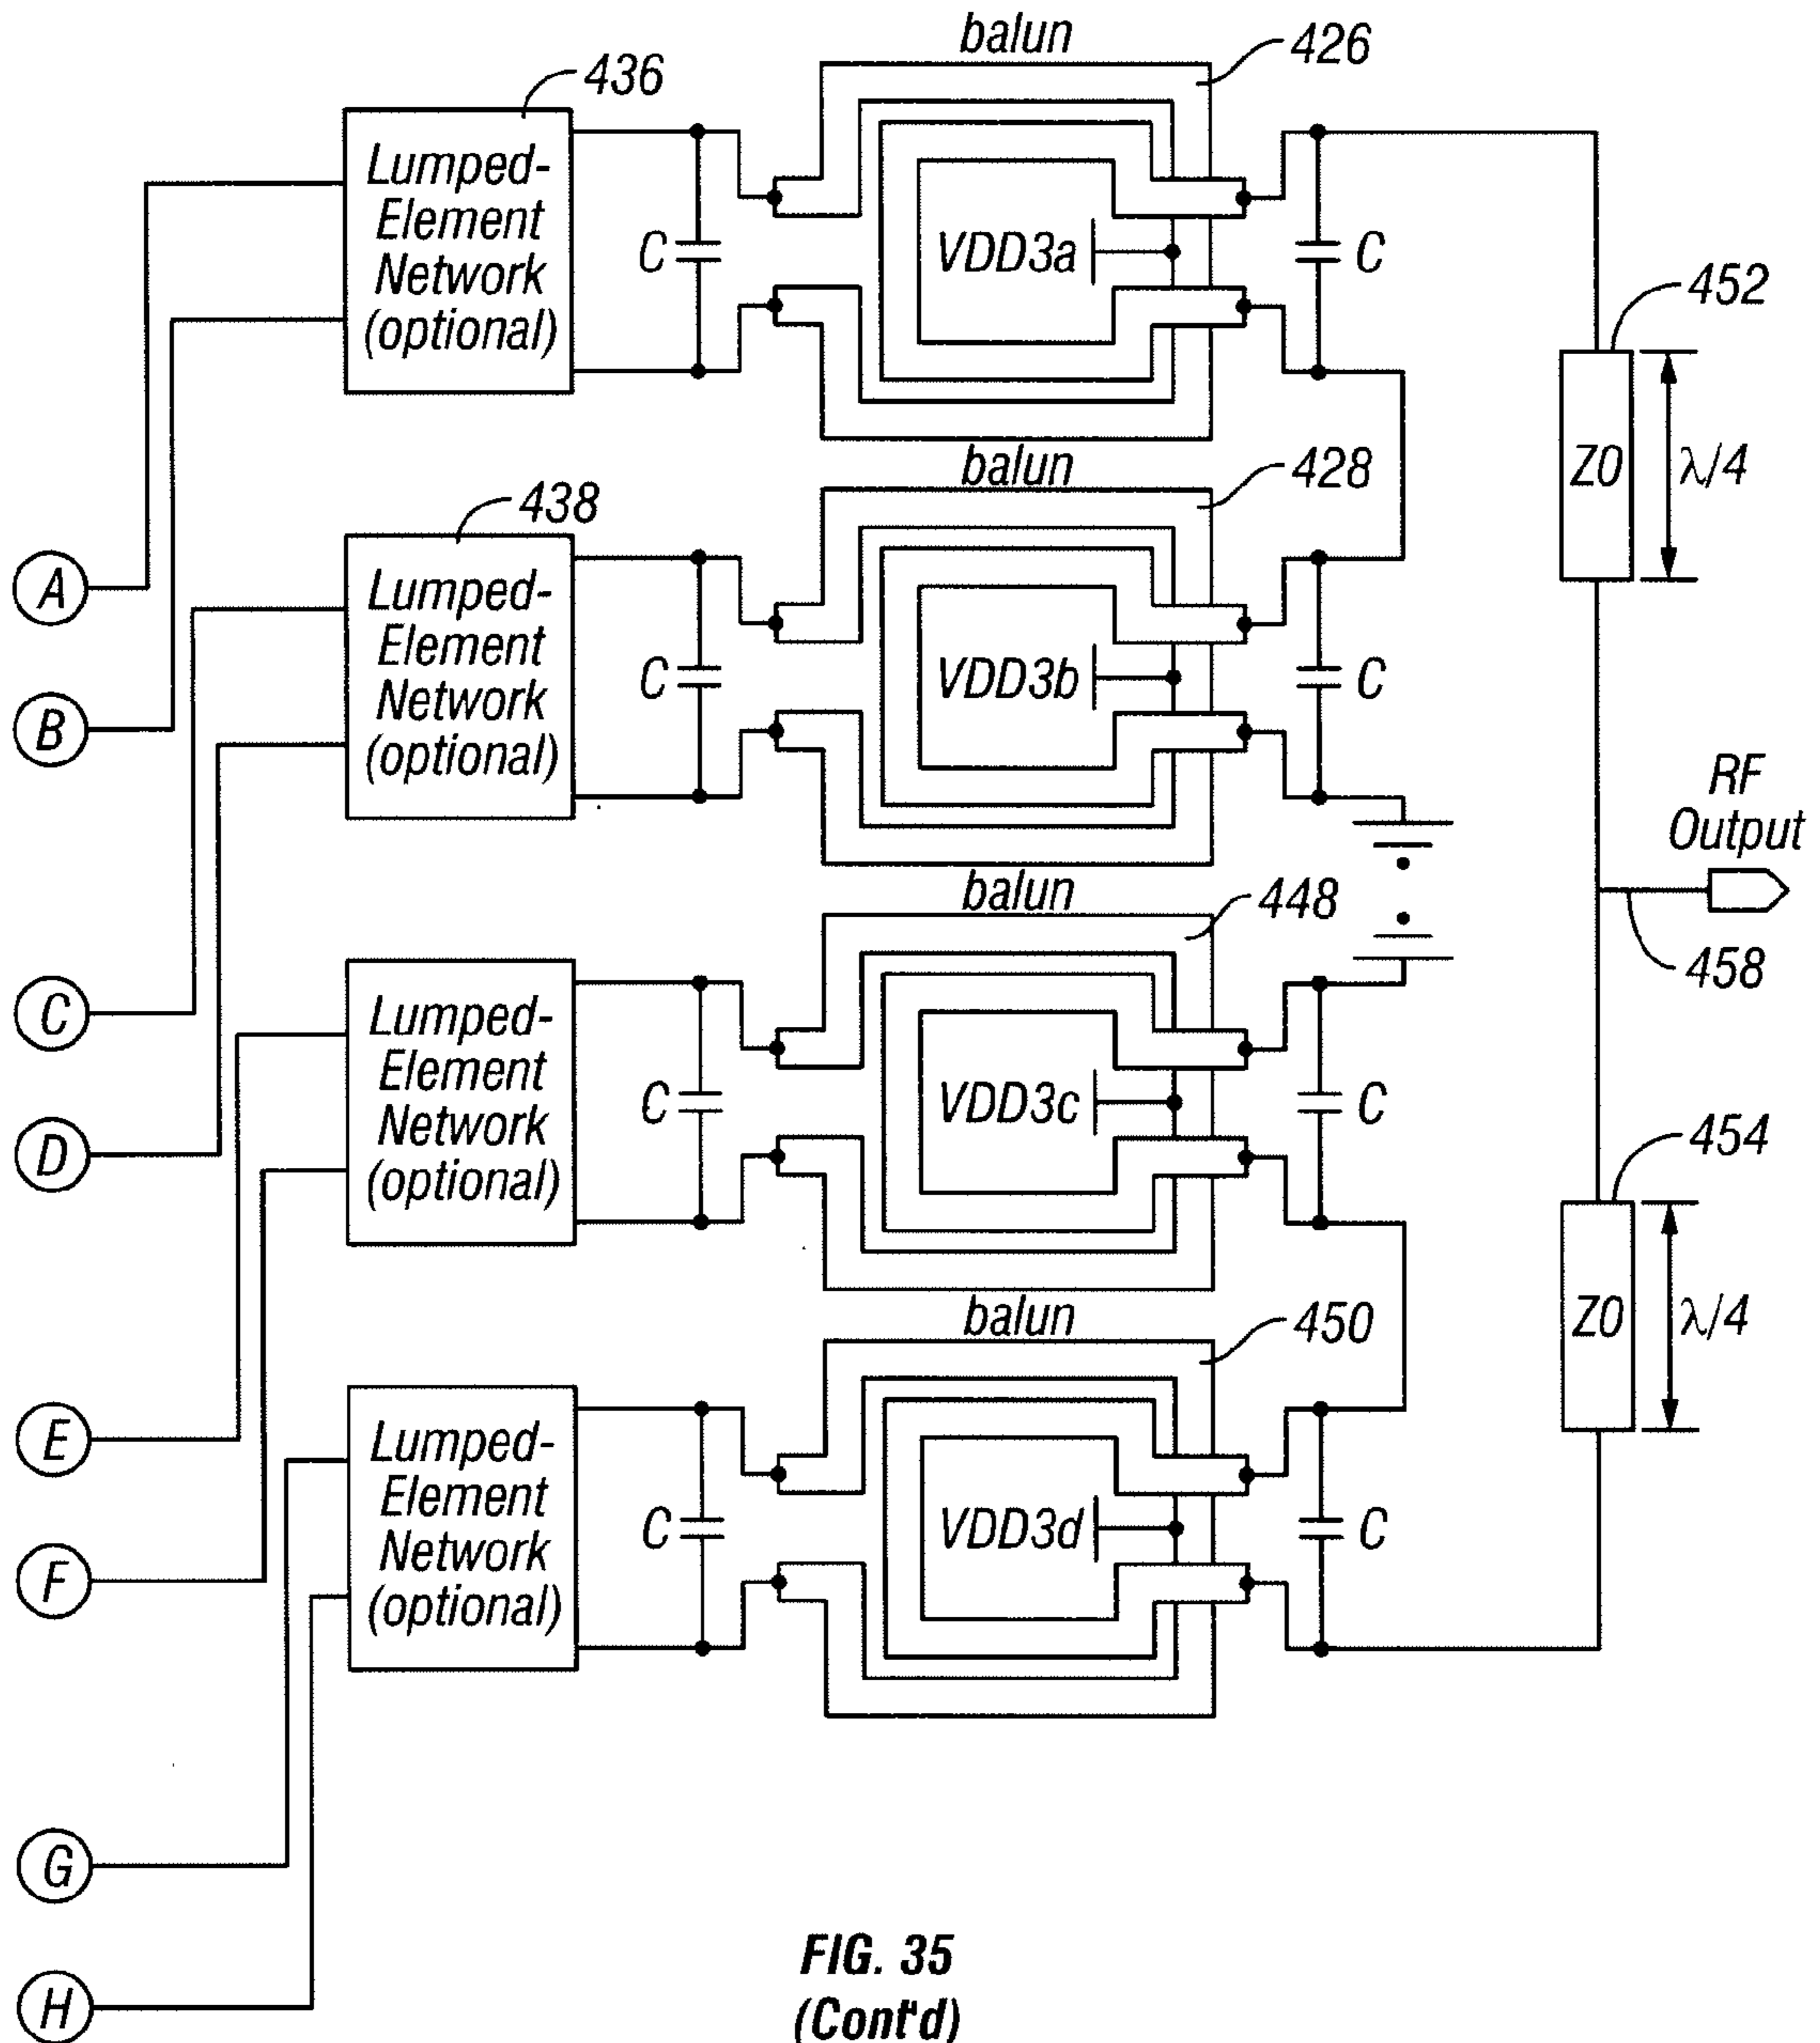 balun
426
436
Lumped-
Element
Network
(optional)
C
VDD3a
C
452
Z0
λ/4
balun
428
438
A
Lumped-
Element
Network
(optional)
C
VDD3b
C
B
RF
Output
balun
448
458
C
Lumped-
Element
Network
(optional)
C
VDD3c
C
D
454
Z0
λ/4
balun
450
E
Lumped-
Element
Network
(optional)
C
VDD3d
C
F
G
H
FIG. 35
(Cont'd)